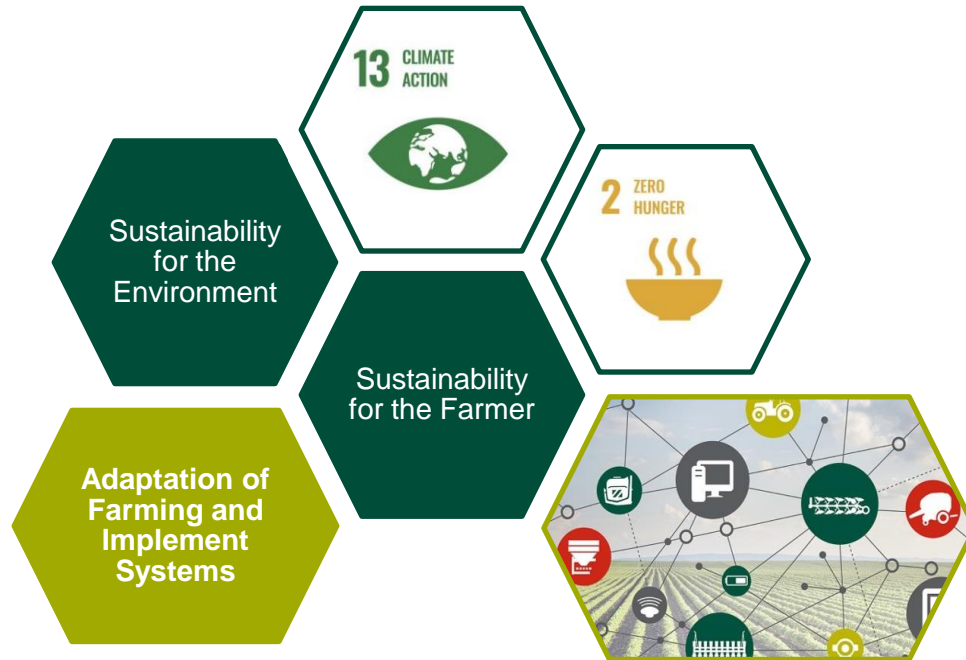 13 CLIMATE
ACTION
Sustainability
for the
Environment
2 ZERO
HUNGER
Sustainability
for the Farmer
Adaptation of
Farming and
Implement
Systems